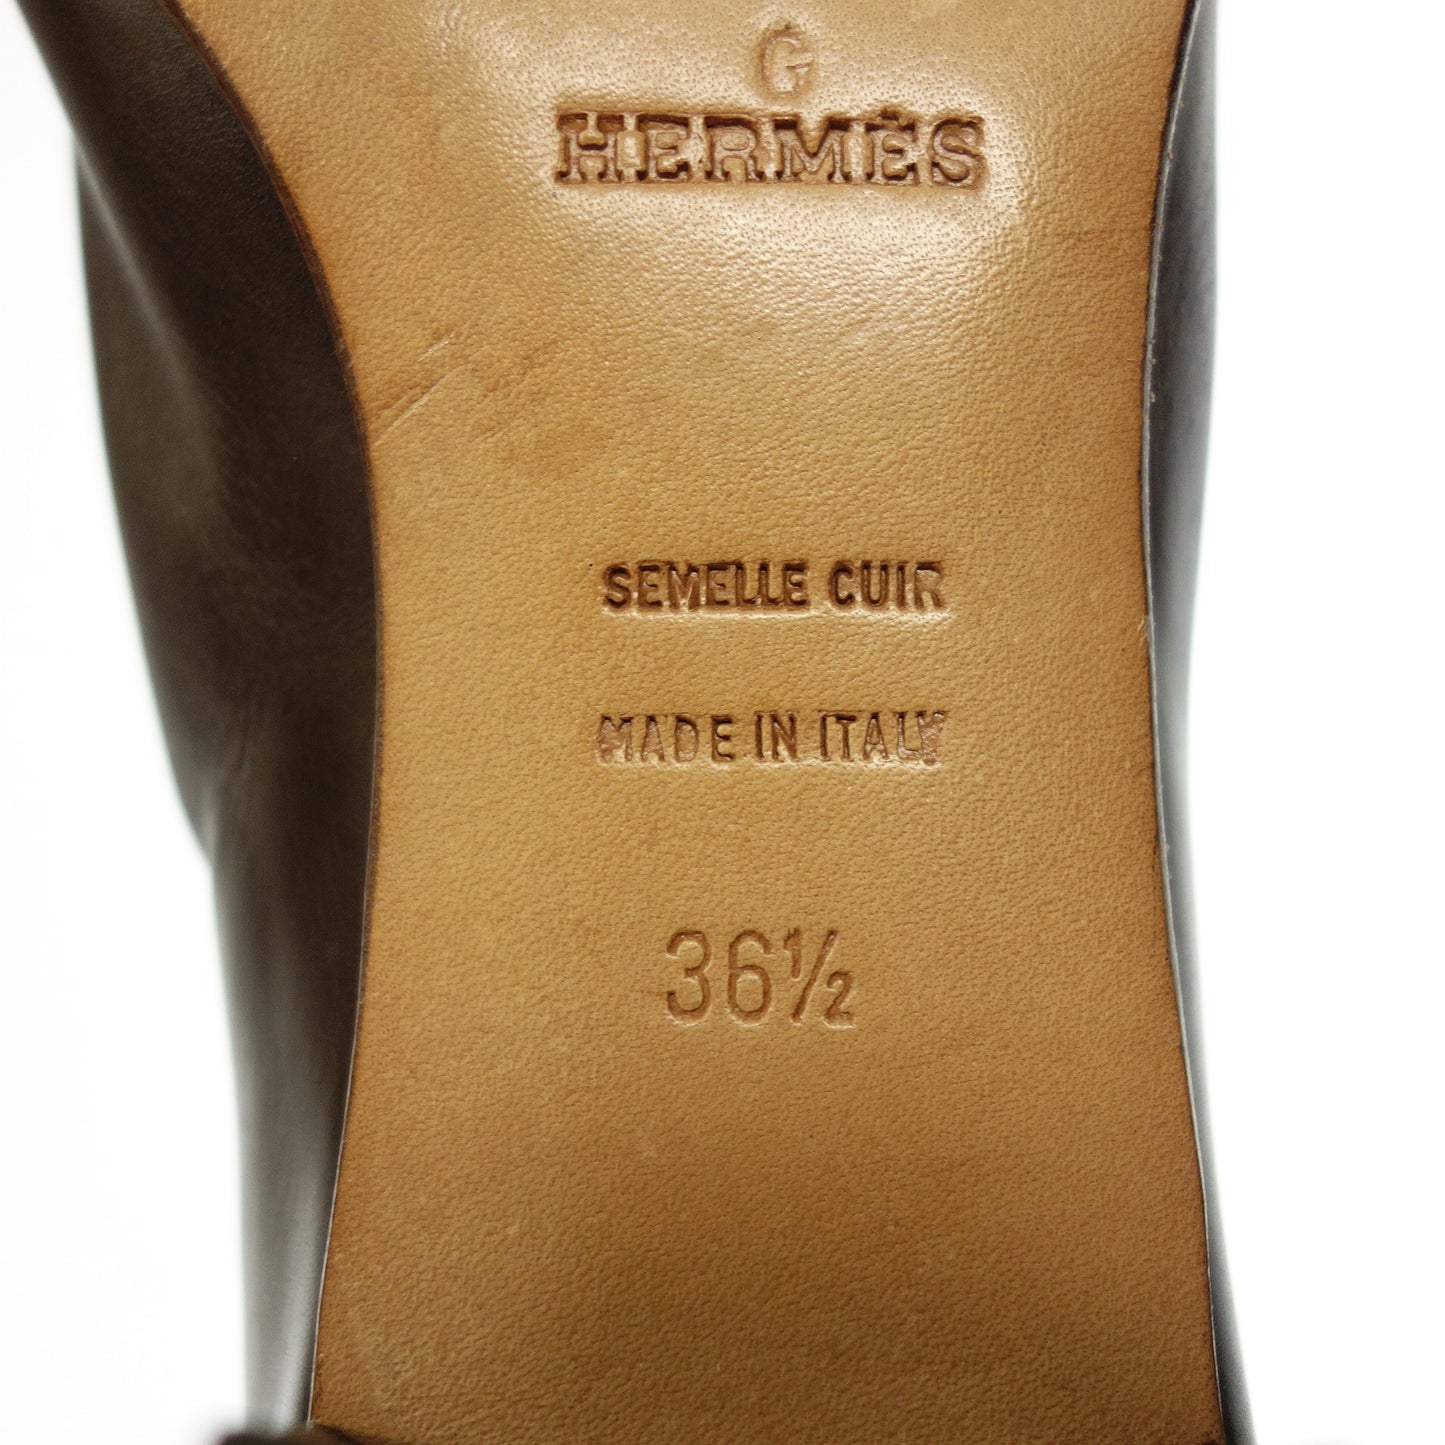 G
HERMÈS
SEMELLE CUIR
MADE IN ITALY
36½